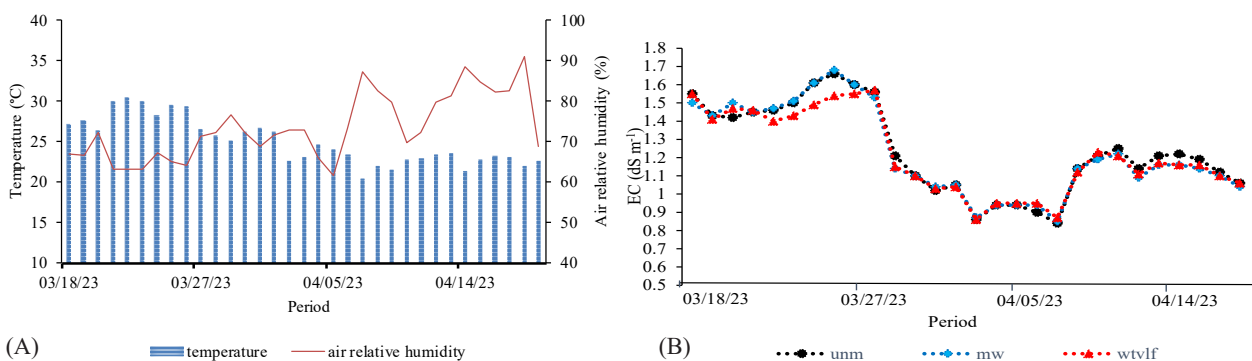 40
35
30
25
20
15
10
Temperature (ºC)
100
90
80
70
60
50
40
Air relative humidity (%)
03/18/23 03/27/23 04/05/23 04/14/23
Period
(A)
temperature air relative humidity
1.8
1.7
1.6
1.5
1.4
1.3
1.2
1.1
1
0.9
0.8
0.7
0.6
0.5
EC (dS m-1)
03/18/23 03/27/23 04/05/23 04/14/23
Period
(B)
unm mw wtvlf